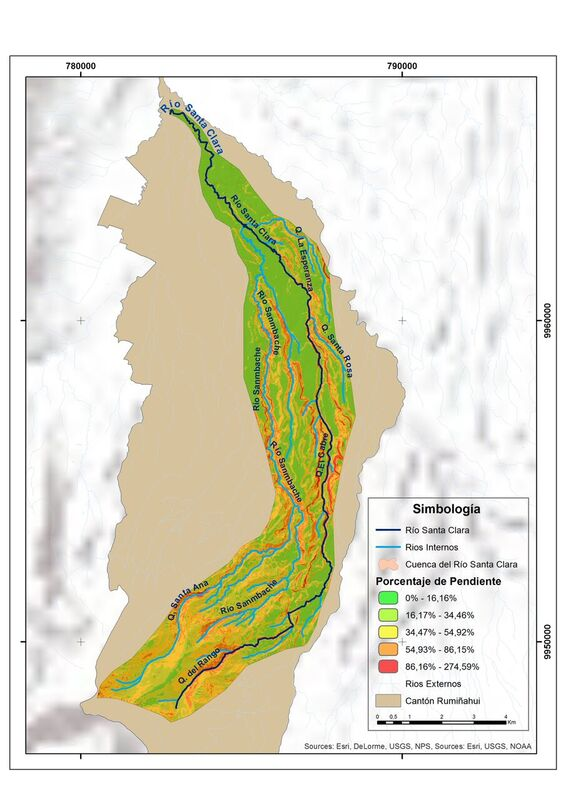 780000
790000
Río Santa Clara
Río Santa Clara
Q. La Esperanza
9960000
Río Sanmbache
Q. Santa Rosa
Río Sanmbache
Q.El Cabre
Río Sanmbache
Q. Santa Ana
Río Sanmbache
Q. del Rango
9950000
Simbología
Río Santa Clara
Rios Internos
Cuenca del Río Santa Clara
Porcentaje de Pendiente
0% - 16,16%
16,17% - 34,46%
34,47% - 54,92%
54,93% - 86,15%
86,16% - 274,59%
Rios Externos
Cantón Rumiñahui
0 0.5 1 2 3 4
Km
Sources: Esri, DeLorme, USGS, NPS, Sources: Esri, USGS, NOAA